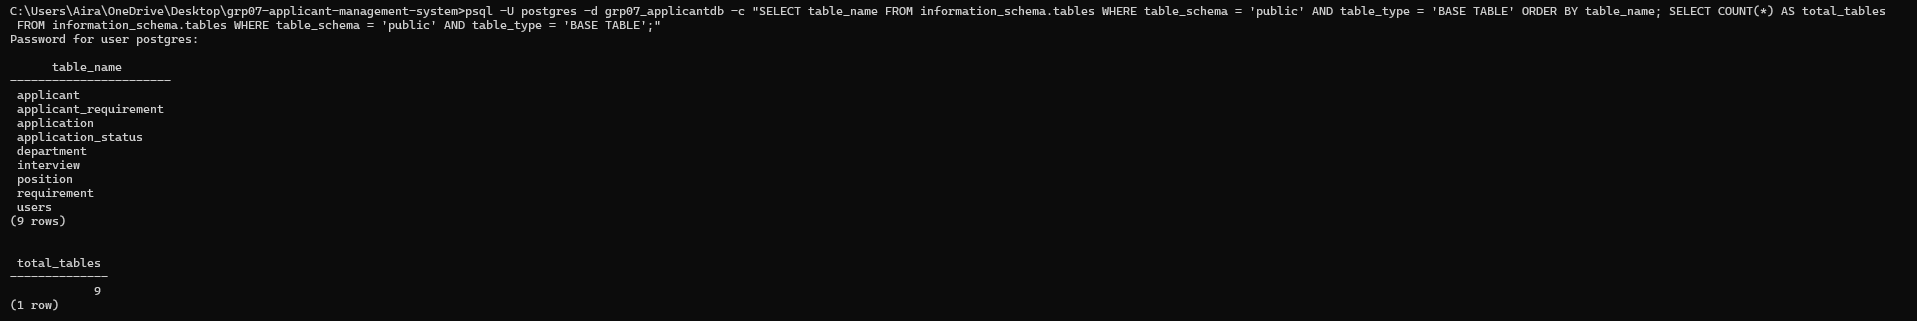 C:\Users\Aira\OneDrive\Desktop\grp07-applicant-management-system>psql -U postgres -d grp07_applicantdb -c "SELECT table_name FROM information_schema.tables WHERE table_schema = 'public' AND table_type = 'BASE TABLE' ORDER BY table_name; SELECT COUNT(*) AS total_tables
 FROM information_schema.tables WHERE table_schema = 'public' AND table_type = 'BASE TABLE';"
Password for user postgres:
      table_name
-----------------------
 applicant
 applicant_requirement
 application
 application_status
 department
 interview
 position
 requirement
 users
(9 rows)
 total_tables
--------------
            9
(1 row)